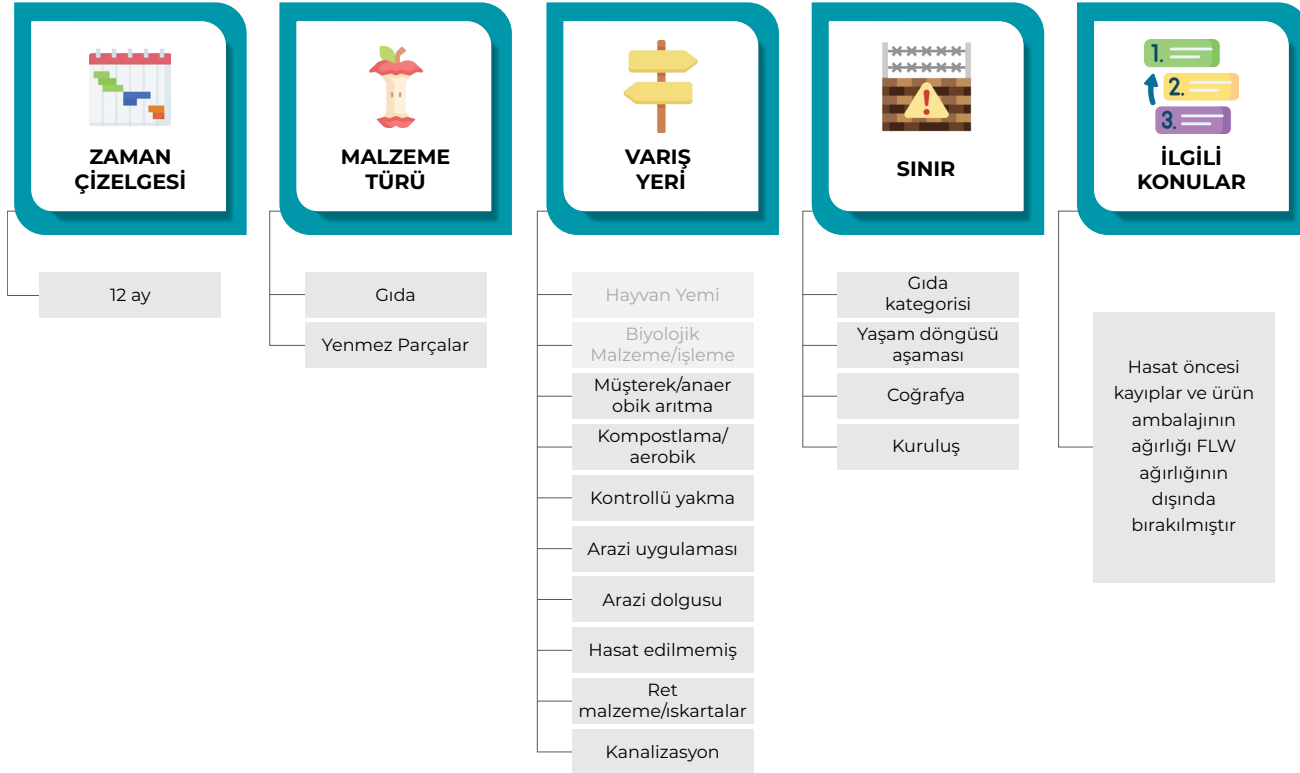 ZAMAN
ÇİZELGESİ
12 ay
MALZEME
TÜRÜ
Gıda
Yenmez Parçalar
VARIŞ
YERİ
Hayvan Yemi
Biyolojik
Malzeme/işleme
Müşterek/anaer
obik arıtma
Kompostlama/
aerobik
Kontrollü yakma
Arazi uygulaması
Arazi dolgusu
Hasat edilmemiş
Ret
malzeme/ıskartalar
Kanalizasyon
SINIR
Gıda
kategorisi
Yaşam döngüsü
aşaması
Coğrafya
Kuruluş
1.
2.
3.
İLGİLİ
KONULAR
Hasat öncesi
kayıplar ve ürün
ambalajının
ağırlığı FLW
ağırlığının
dışında
bırakılmıştır